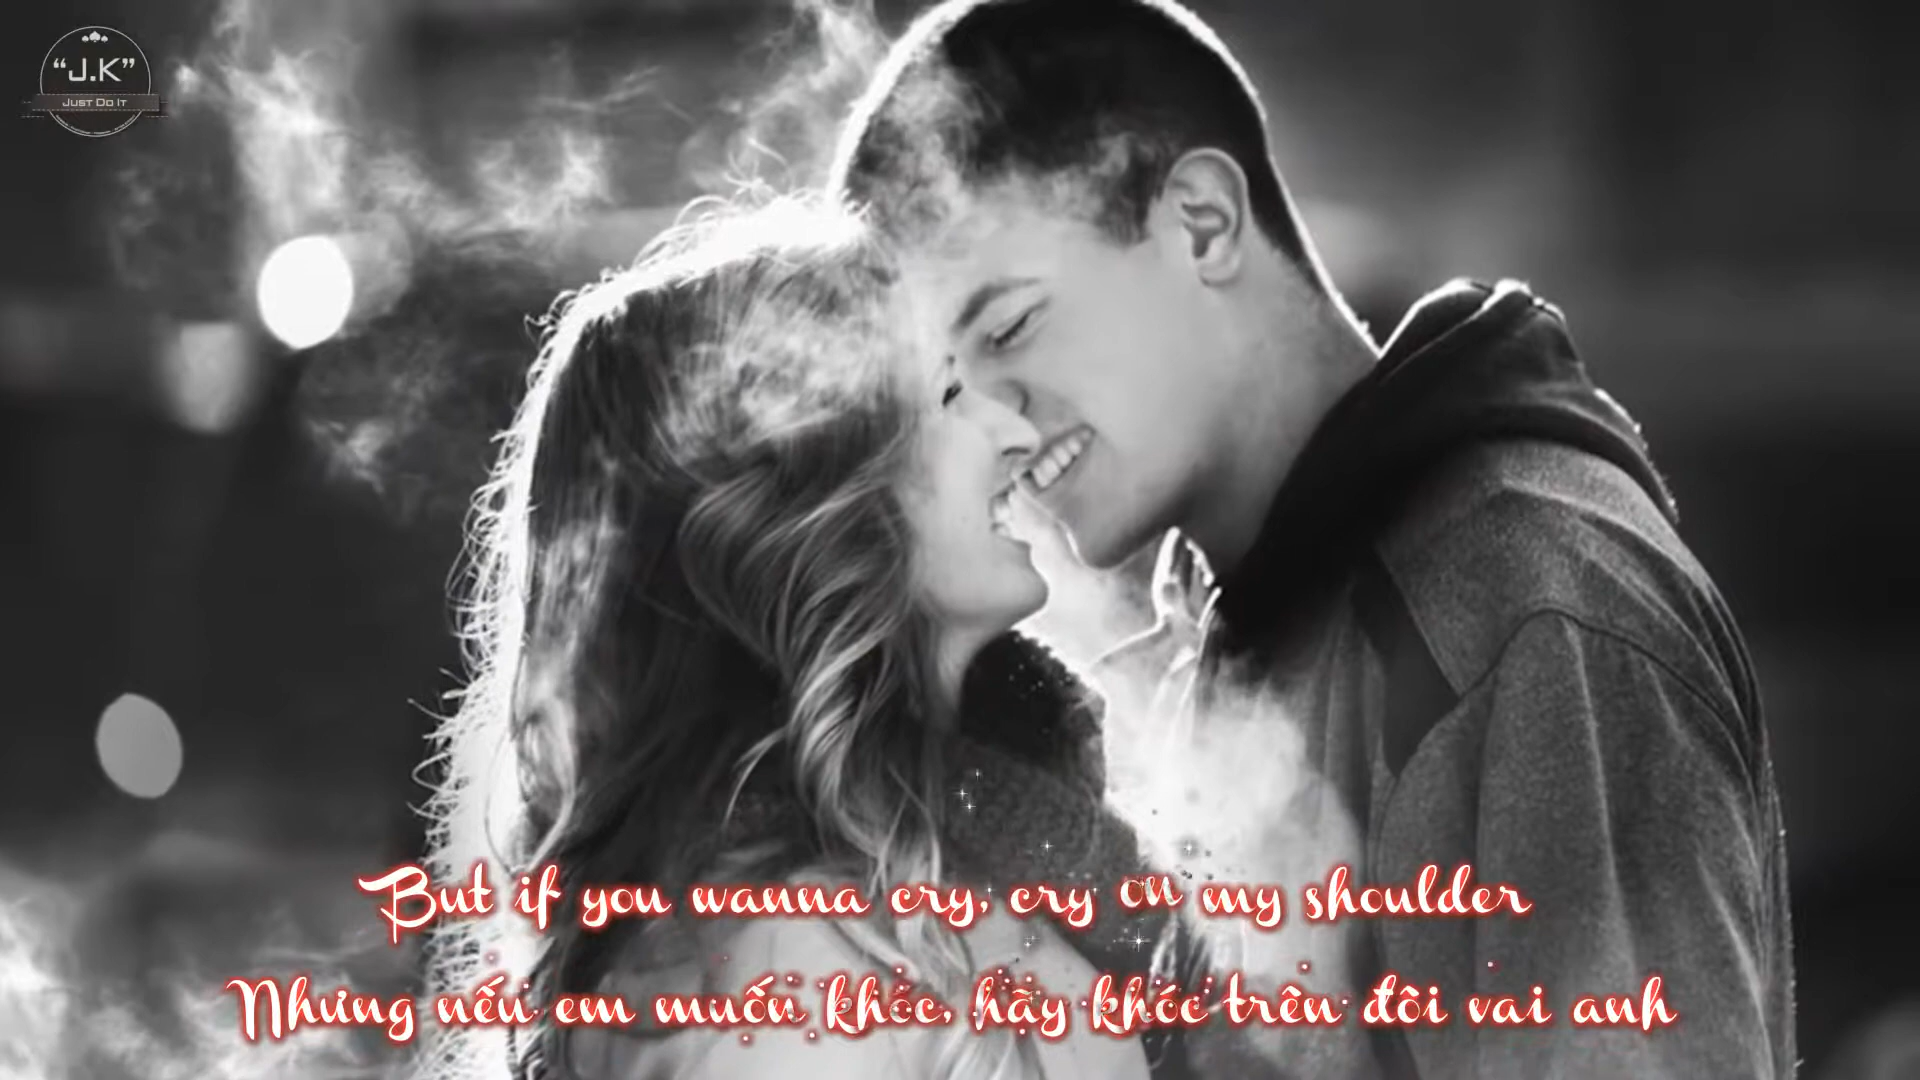 “J.K”
Just Do It
But if you wanna cry, cry on my shoulder
Nhưng nếu em muốn khóc, hãy khóc trên đôi vai anh